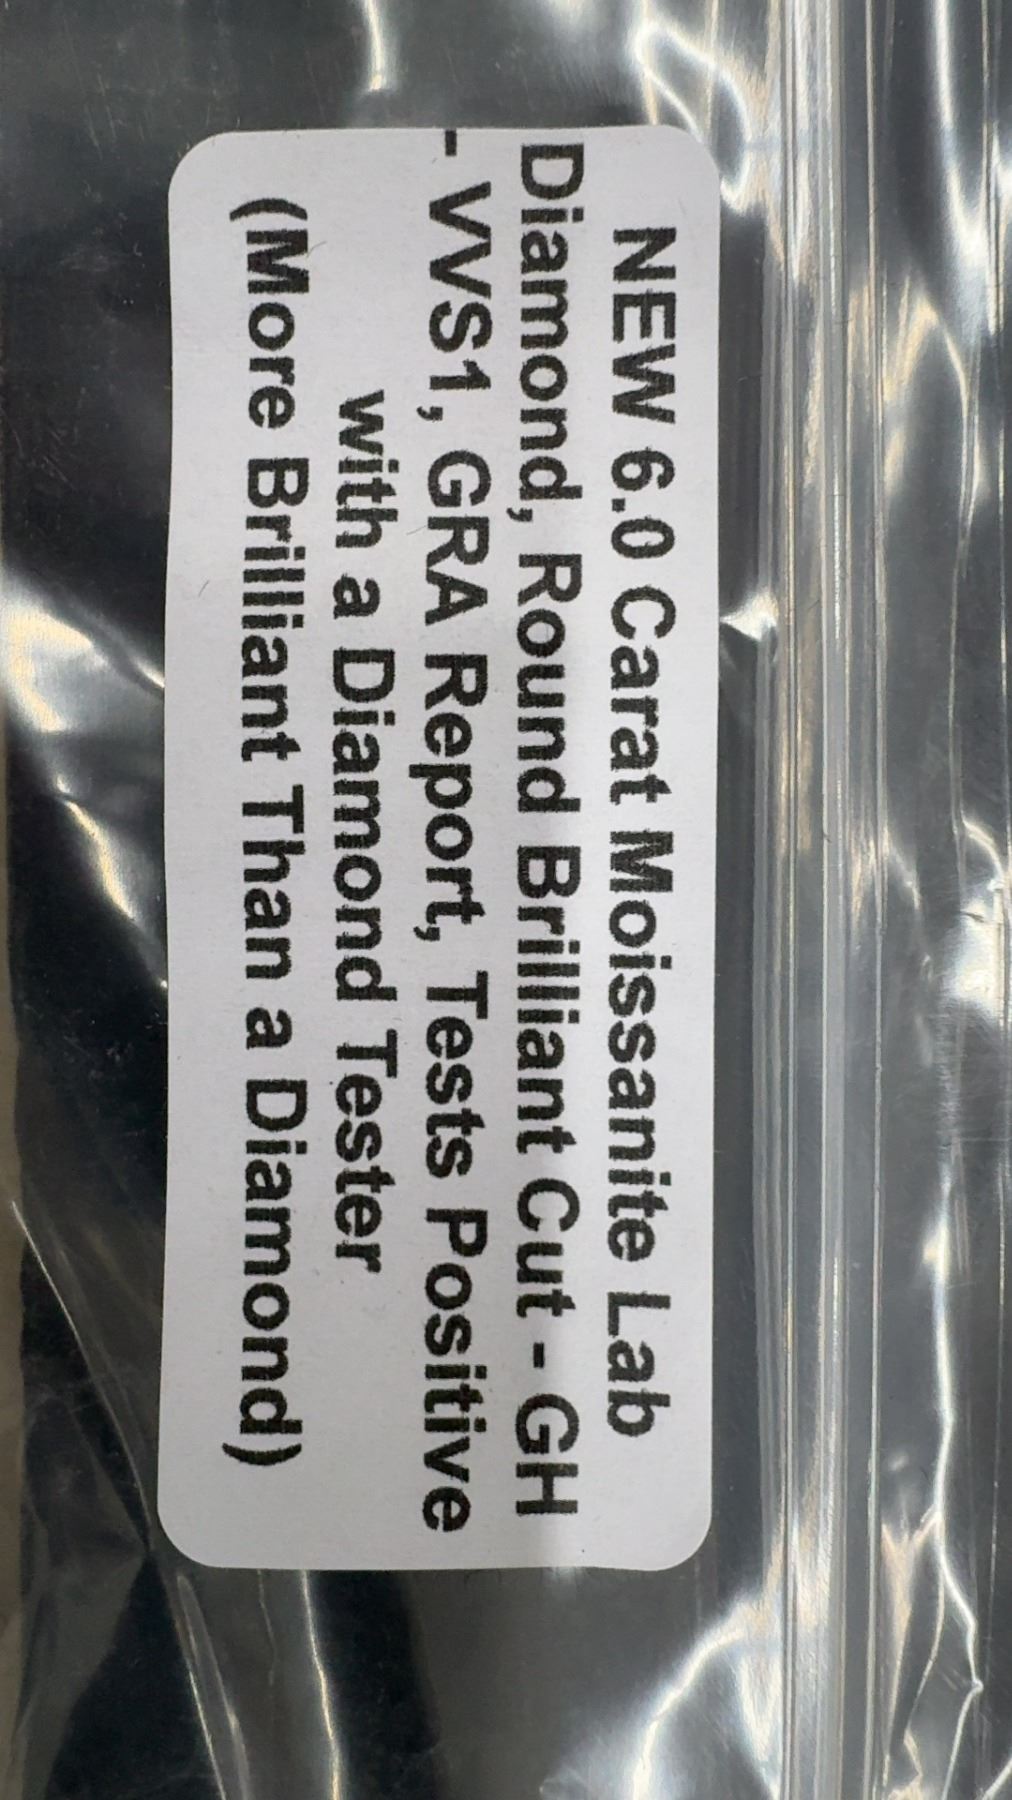 NEW 6.0 Carat Moissanite Lab
Diamond, Round Brilliant Cut - GH
- VVS1, GRA Report, Tests Positive
with a Diamond Tester
(More Brilliant Than a Diamond)